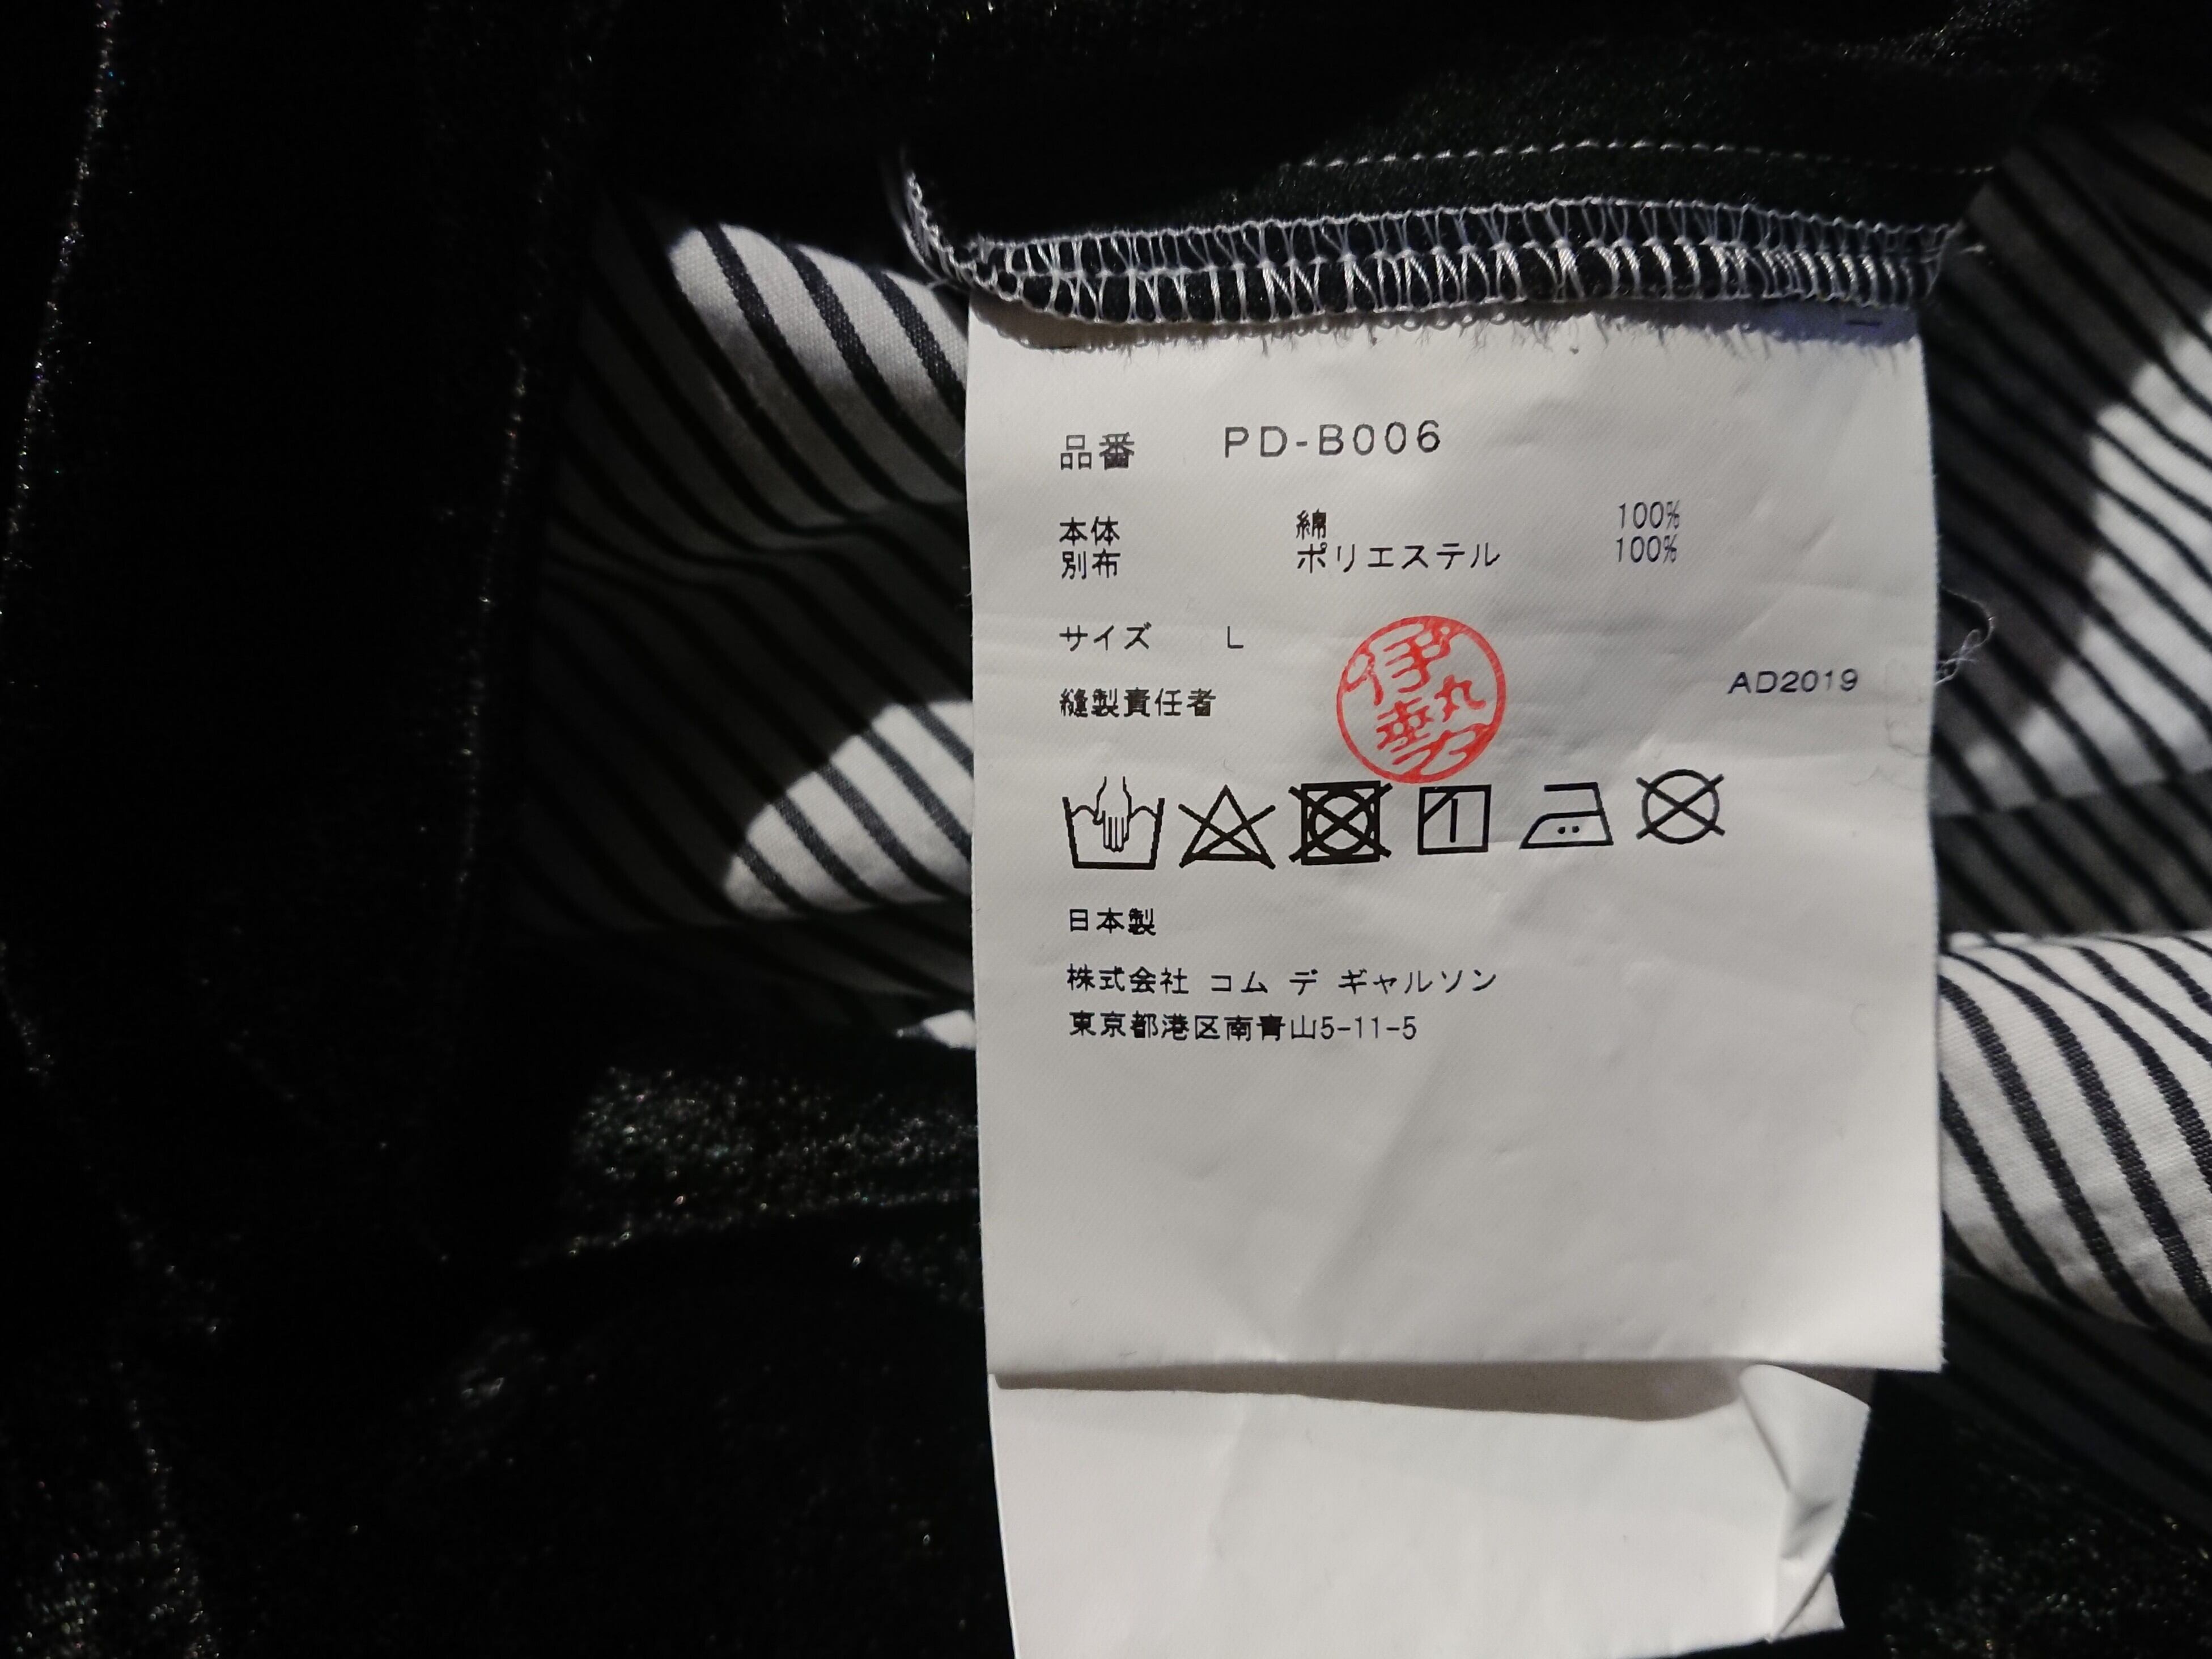 品番 PD-B006
本体 綿 100%
別布 ポリエステル 100%
サイズ L
縫製責任者
伊勢丸
AD2019
日本製
株式会社 コム デ ギャルソン
東京都港区南青山5-11-5